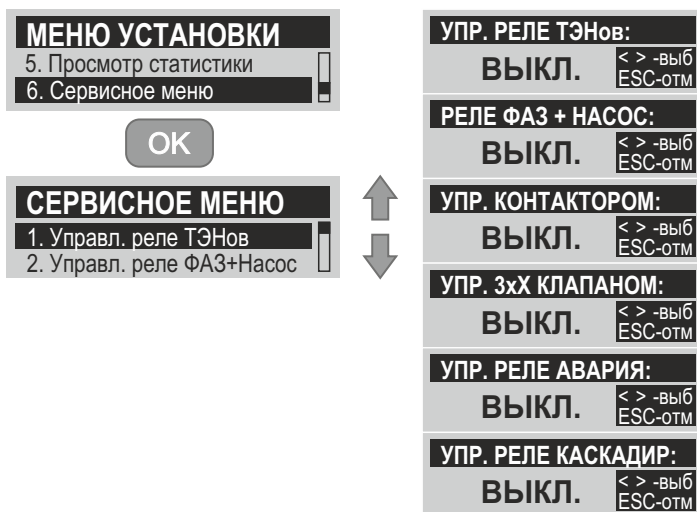 МЕНЮ УСТАНОВКИ
5. Просмотр статистики
6. Сервисное меню
OK
СЕРВИСНОЕ МЕНЮ
1. Управл. реле ТЭНов
2. Управл. реле ФАЗ+Насос
УПР. РЕЛЕ ТЭНов:
ВЫКЛ.
< > -выб
ESC-отм
РЕЛЕ ФАЗ + НАСОС:
ВЫКЛ.
< > -выб
ESC-отм
УПР. КОНТАКТОРОМ:
ВЫКЛ.
< > -выб
ESC-отм
УПР. 3xХ КЛАПАНОМ:
ВЫКЛ.
< > -выб
ESC-отм
УПР. РЕЛЕ АВАРИЯ:
ВЫКЛ.
< > -выб
ESC-отм
УПР. РЕЛЕ КАСКАДИР:
ВЫКЛ.
< > -выб
ESC-отм